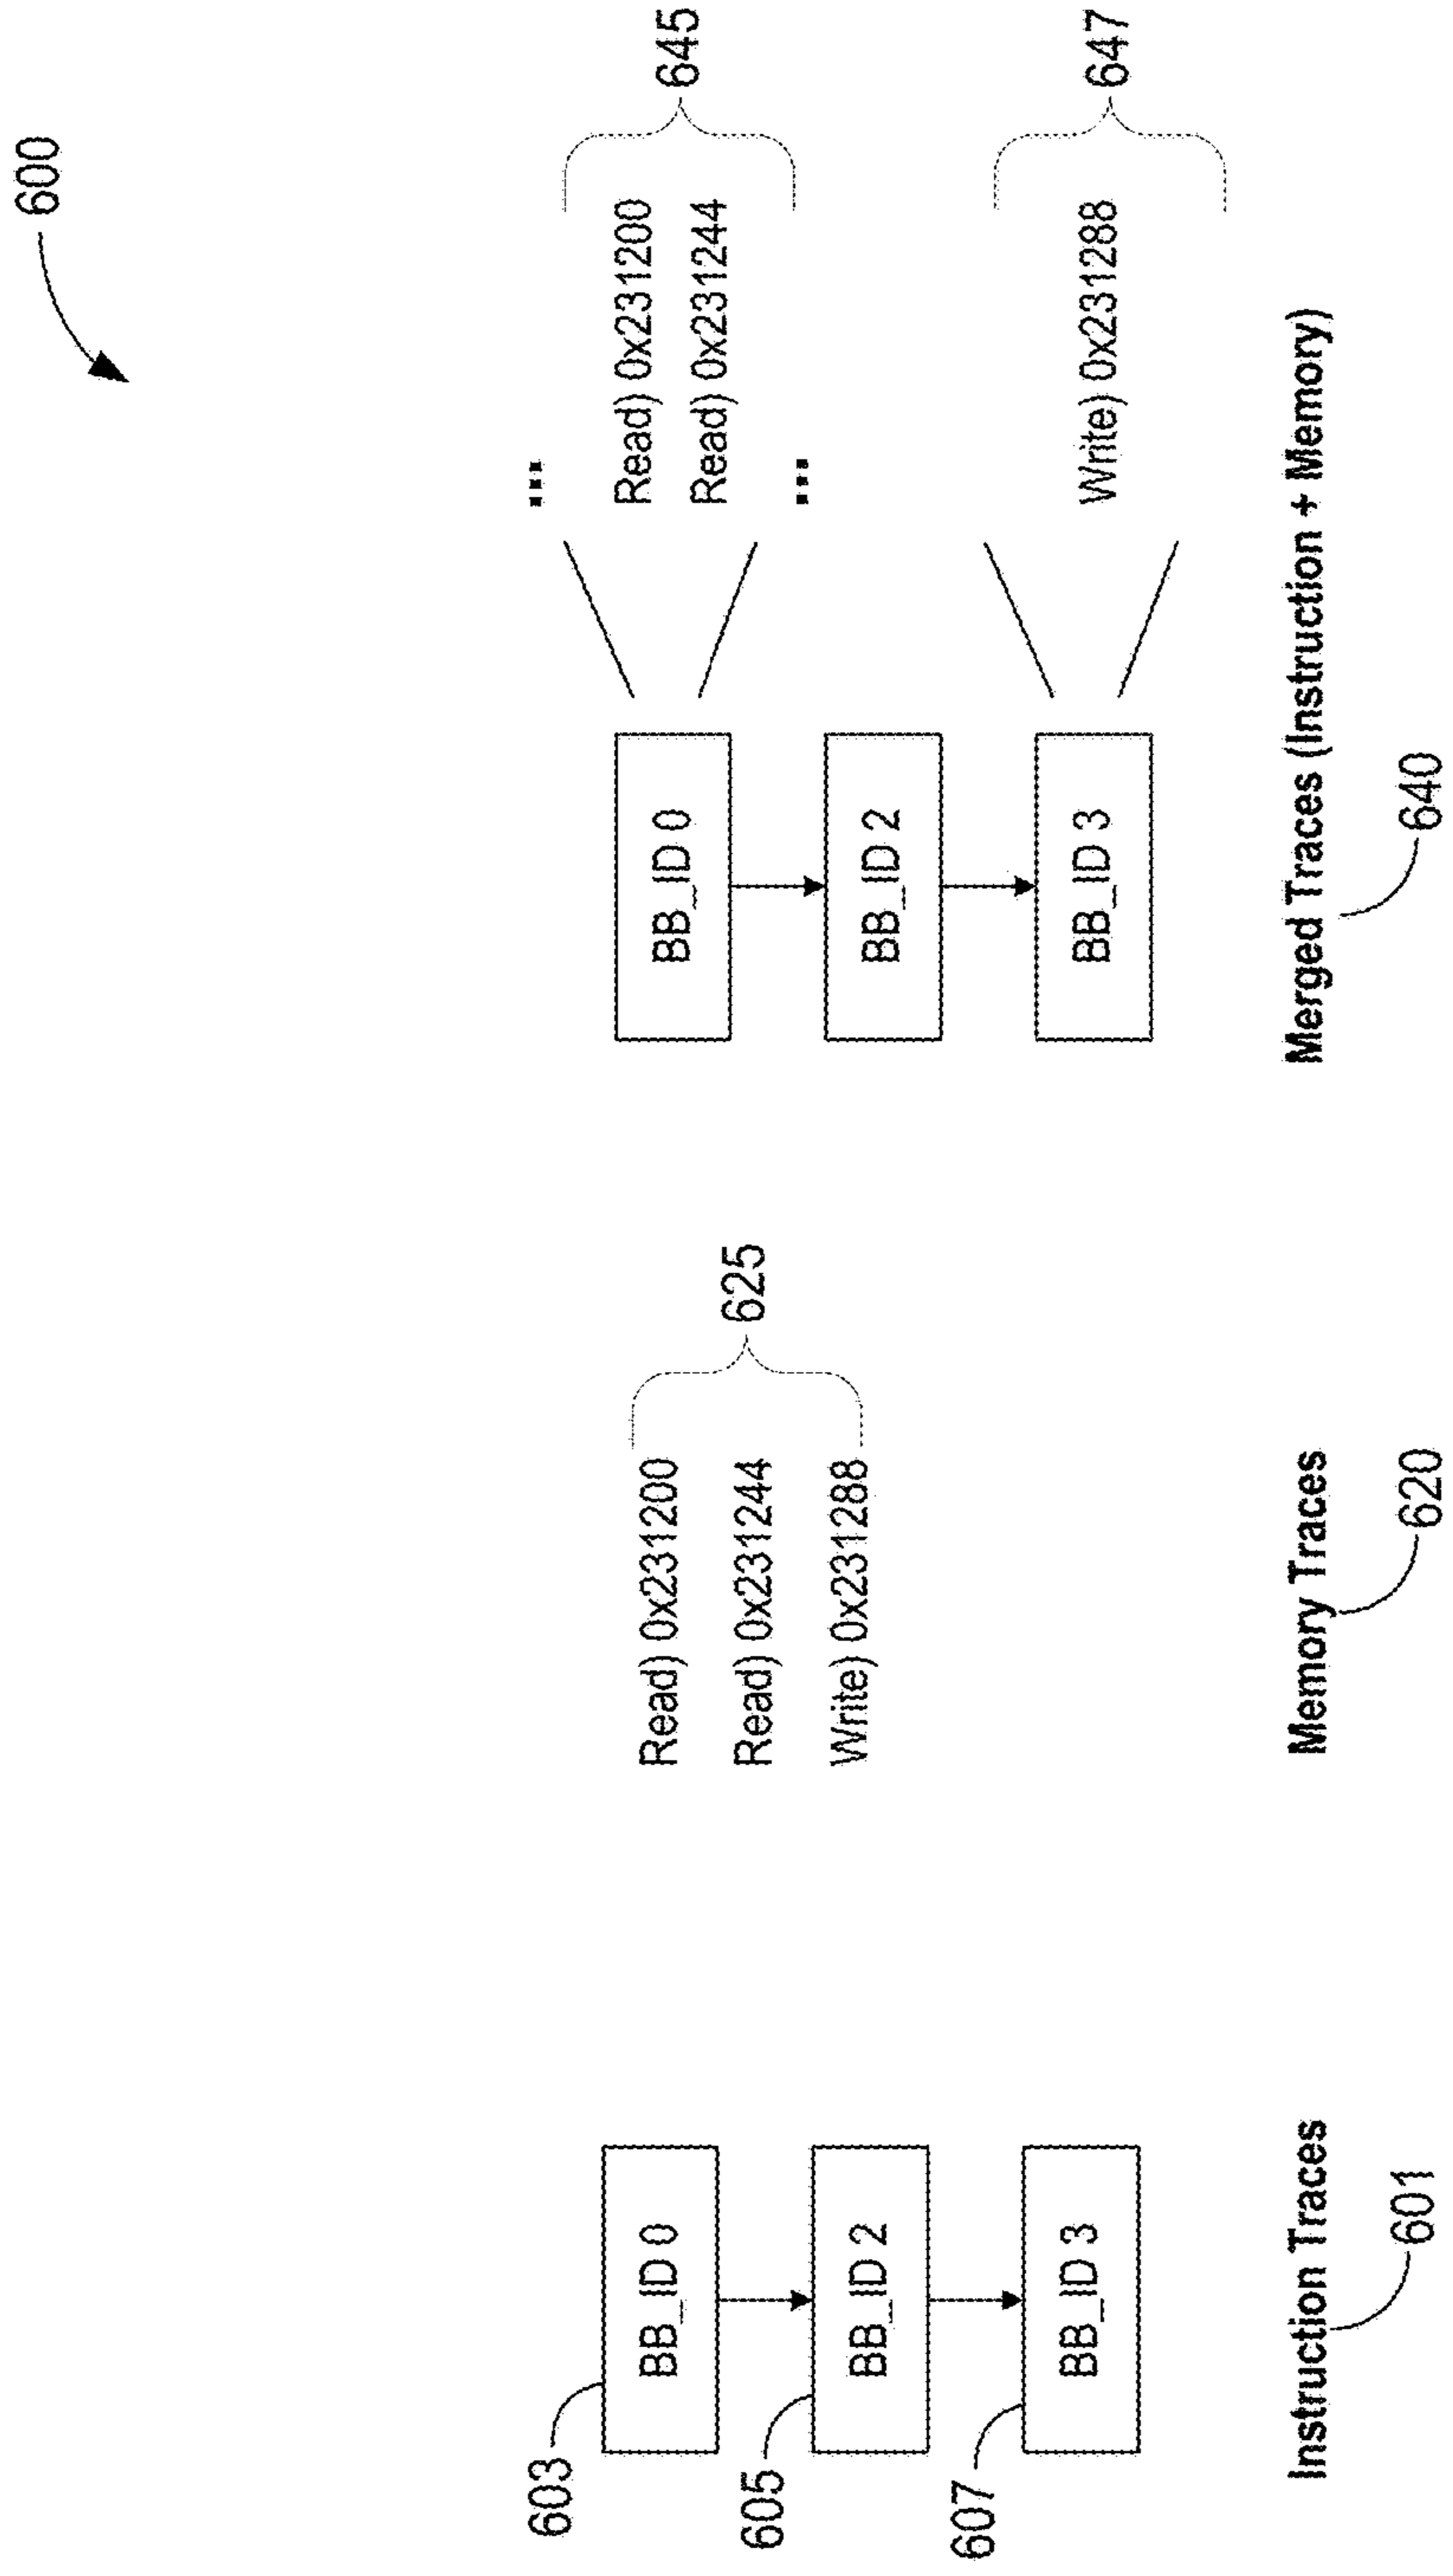 600
603
BB_ID 0
605
BB_ID 2
607
BB_ID 3
Instruction Traces
601
Read) 0x231200
Read) 0x231244
Write) 0x231288
625
Memory Traces
620
BB_ID 0
BB_ID 2
BB_ID 3
...
Read) 0x231200
Read) 0x231244
...
645
Write) 0x231288
647
Merged Traces (Instruction + Memory)
640